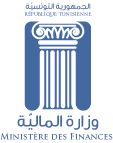 الجمهورية التونسية
RÉPUBLIQUE TUNISIENNE
وزارة المالية
MINISTÈRE DES FINANCES